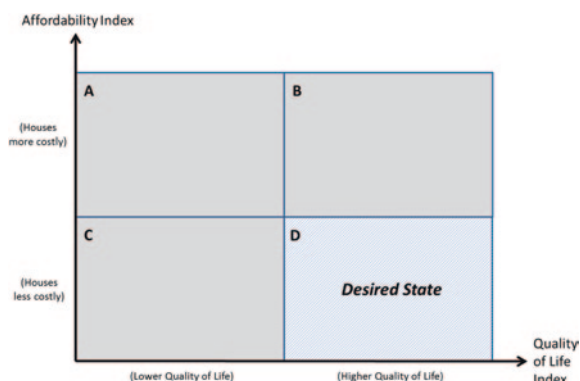 Affordability Index
A
B
(Houses
more costly)
C
D
(Houses
less costly)
Desired State
Quality
of Life
Index
(Lower Quality of Life)
(Higher Quality of Life)